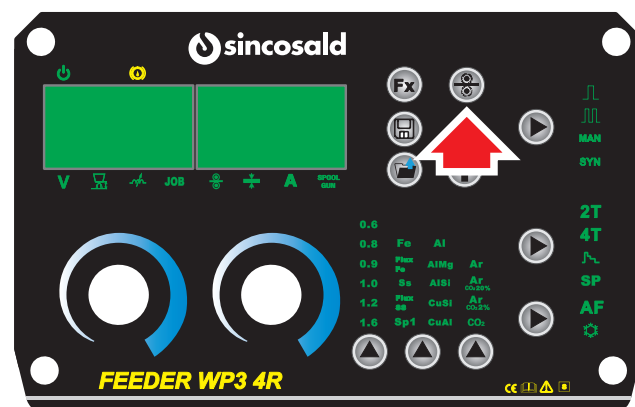 sincosald
Fx
V JOB A SPOOL GUN
MAN
SYN
2T
4T
SP
AF
0.6
0.8 Fe Al
0.9 Flux Fe AlMg Ar
1.0 Ss AlSi Ar CO₂20%
1.2 Flux SS CuSi Ar CO₂2%
1.6 Sp1 CuAl CO₂
FEEDER WP3 4R
CE